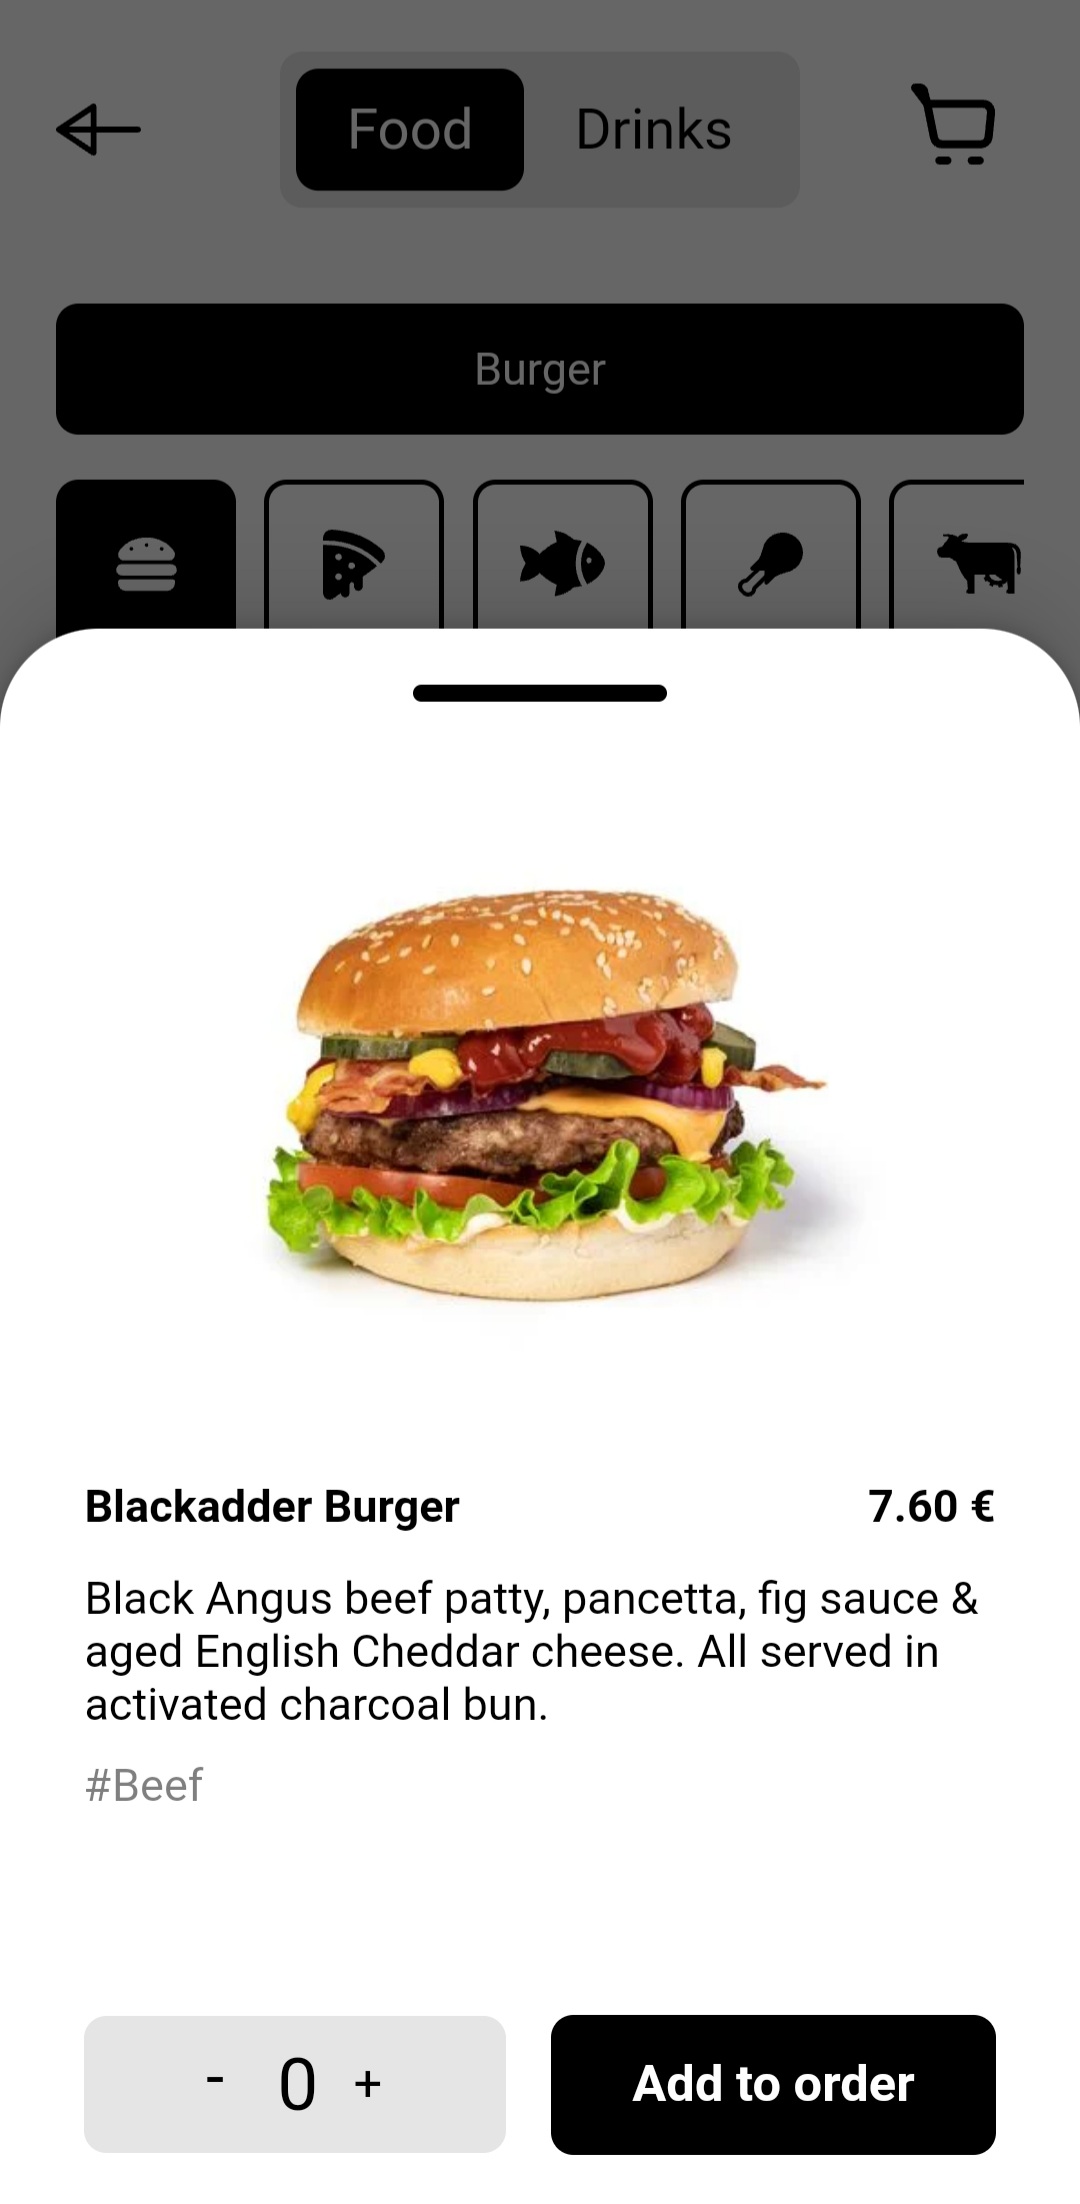 Food
Drinks
Burger
Blackadder Burger
7.60 €
Black Angus beef patty, pancetta, fig sauce &
aged English Cheddar cheese. All served in
activated charcoal bun.
#Beef
- 0 +
Add to order